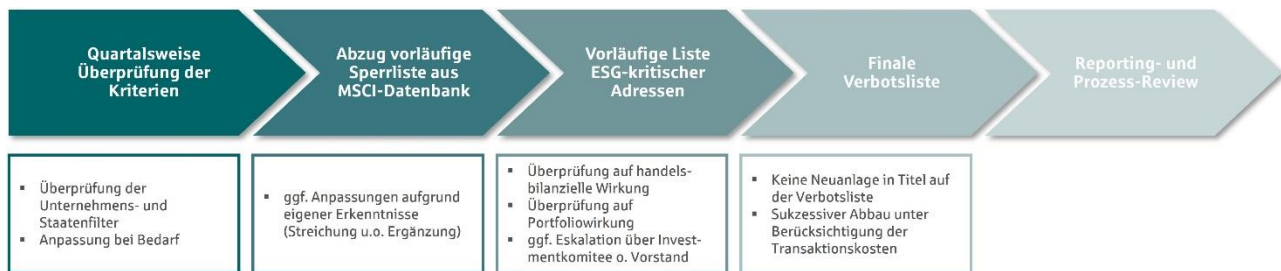 Quartalsweise
Überprüfung der
Kriterien
Abzug vorläufige
Sperrliste aus
MSCI-Datenbank
Vorläufige Liste
ESG-kritischer
Adressen
Finale
Verbotsliste
Reporting- und
Prozess-Review
▪ Überprüfung der
Unternehmens- und
Staatenfilter
▪ Anpassung bei Bedarf
▪ ggf. Anpassungen aufgrund
eigener Erkenntnisse
(Streichung u.o. Ergänzung)
▪ Überprüfung auf handels-
bilanzielle Wirkung
▪ Überprüfung auf
Portfoliowirkung
▪ ggf. Eskalation über Invest-
mentkomitee o. Vorstand
▪ Keine Neuanlage in Titel auf
der Verbotsliste
▪ Sukzessiver Abbau unter
Berücksichtigung der
Transaktionskosten